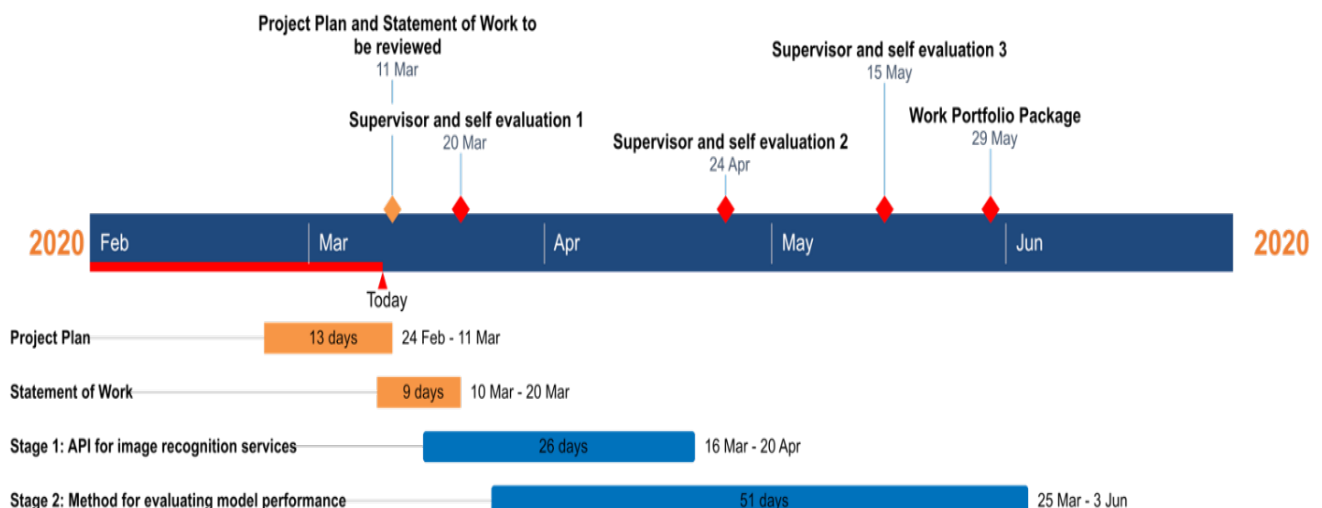 Project Plan and Statement of Work to
be reviewed
11 Mar
Supervisor and self evaluation 3
15 May
Supervisor and self evaluation 1
20 Mar
Work Portfolio Package
29 May
Supervisor and self evaluation 2
24 Apr
2020 Feb Mar Apr May Jun 2020
Today
Project Plan 13 days 24 Feb - 11 Mar
Statement of Work 9 days 10 Mar - 20 Mar
Stage 1: API for image recognition services 26 days 16 Mar - 20 Apr
Stage 2: Method for evaluating model performance 51 days 25 Mar - 3 Jun